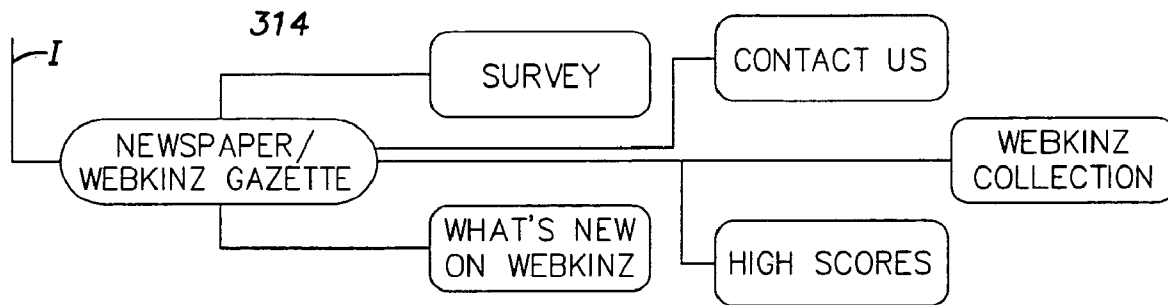 314
I
SURVEY
CONTACT US
NEWSPAPER/
WEBKINZ GAZETTE
WEBKINZ
COLLECTION
WHAT'S NEW
ON WEBKINZ
HIGH SCORES